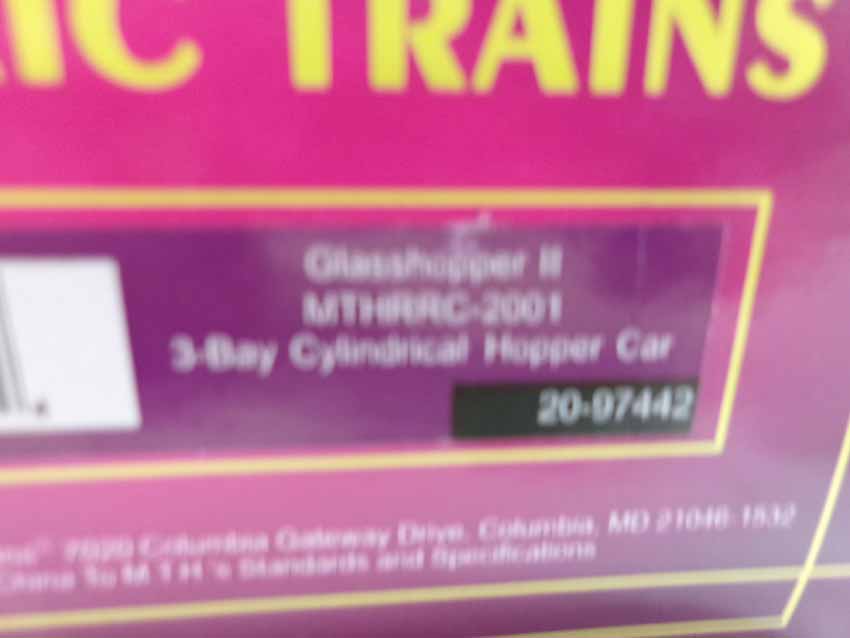 TRAINS
Glasshopper II
MTHRRC-2001
3-Bay Cylindrical Hopper Car
20-97442
7020 Columbia Gateway Drive, Columbia, MD 21046-1532
China To M.T.H.'s Standards and Specifications